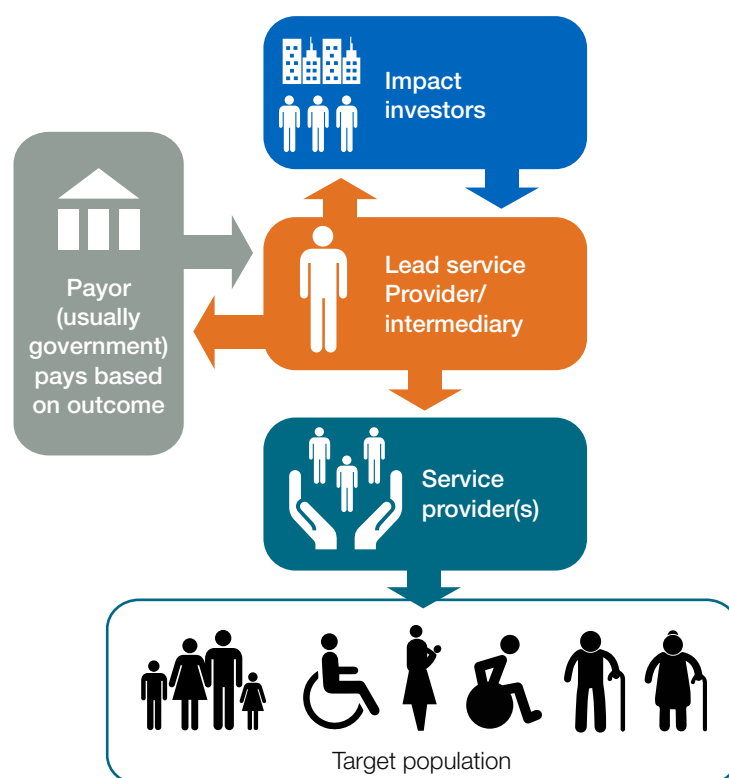 Impact
investors
Payor
(usually
government)
pays based
on outcome
Lead service
Provider/
intermediary
Service
provider(s)
Target population